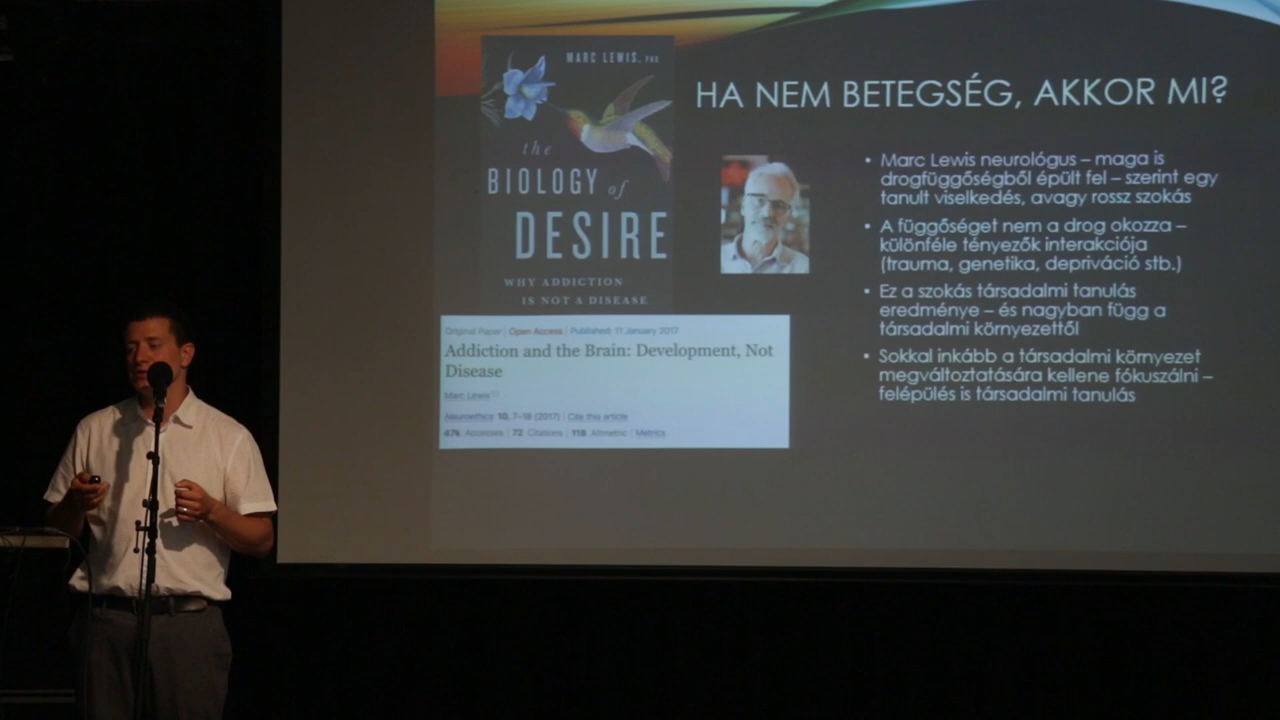 MARC LEWIS, PhD
the
BIOLOGY of
DESIRE
WHY ADDICTION
IS NOT A DISEASE
HA NEM BETEGSÉG, AKKOR MI?
• Marc Lewis neurológus – maga is
drogfüggőségből épült fel – szerint egy
tanult viselkedés, avagy rossz szokás
• A függőséget nem a drog okozza –
különféle tényezők interakciója
(trauma, genetika, depriváció stb.)
• Ez a szokás társadalmi tanulás
eredménye – és nagyban függ a
társadalmi környezettől
• Sokkal inkább a társadalmi környezet
megváltoztatására kellene fókuszálni –
felépülés is társadalmi tanulás
Original Paper | Open Access | Published: 11 January 2017
Addiction and the Brain: Development, Not
Disease
Marc Lewis
Neuroethics 10, 7–18 (2017) | Cite this article
47k Accesses | 72 Citations | 118 Altmetric | Metrics